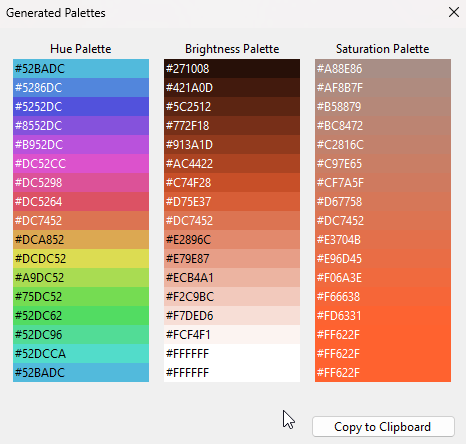 Generated Palettes
Hue Palette
#52BADC
#5286DC
#5252DC
#8552DC
#B952DC
#DC52CC
#DC5298
#DC5264
#DC7452
#DCA852
#DCDC52
#A9DC52
#75DC52
#52DC62
#52DC96
#52DCCA
#52BADC
Brightness Palette
#271008
#421A0D
#5C2512
#772F18
#913A1D
#AC4422
#C74F28
#D75E37
#DC7452
#E2896C
#E79E87
#ECB4A1
#F2C9BC
#F7DED6
#FCF4F1
#FFFFFF
#FFFFFF
Saturation Palette
#A88E86
#AF8B7F
#B58879
#BC8472
#C2816C
#C97E65
#CF7A5F
#D67758
#DC7452
#E3704B
#E96D45
#F06A3E
#F66638
#FD6331
#FF622F
#FF622F
#FF622F
Copy to Clipboard